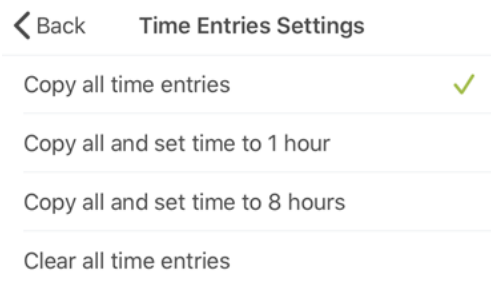 Back Time Entries Settings
Copy all time entries
Copy all and set time to 1 hour
Copy all and set time to 8 hours
Clear all time entries